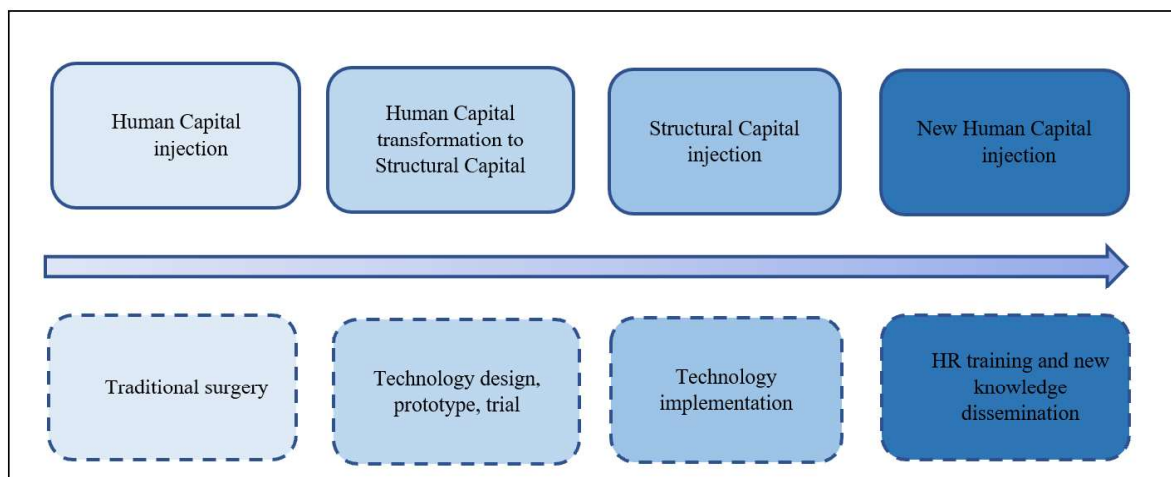 Human Capital
injection
Human Capital
transformation to
Structural Capital
Structural Capital
injection
New Human Capital
injection
Traditional surgery
Technology design,
prototype, trial
Technology
implementation
HR training and new
knowledge
dissemination